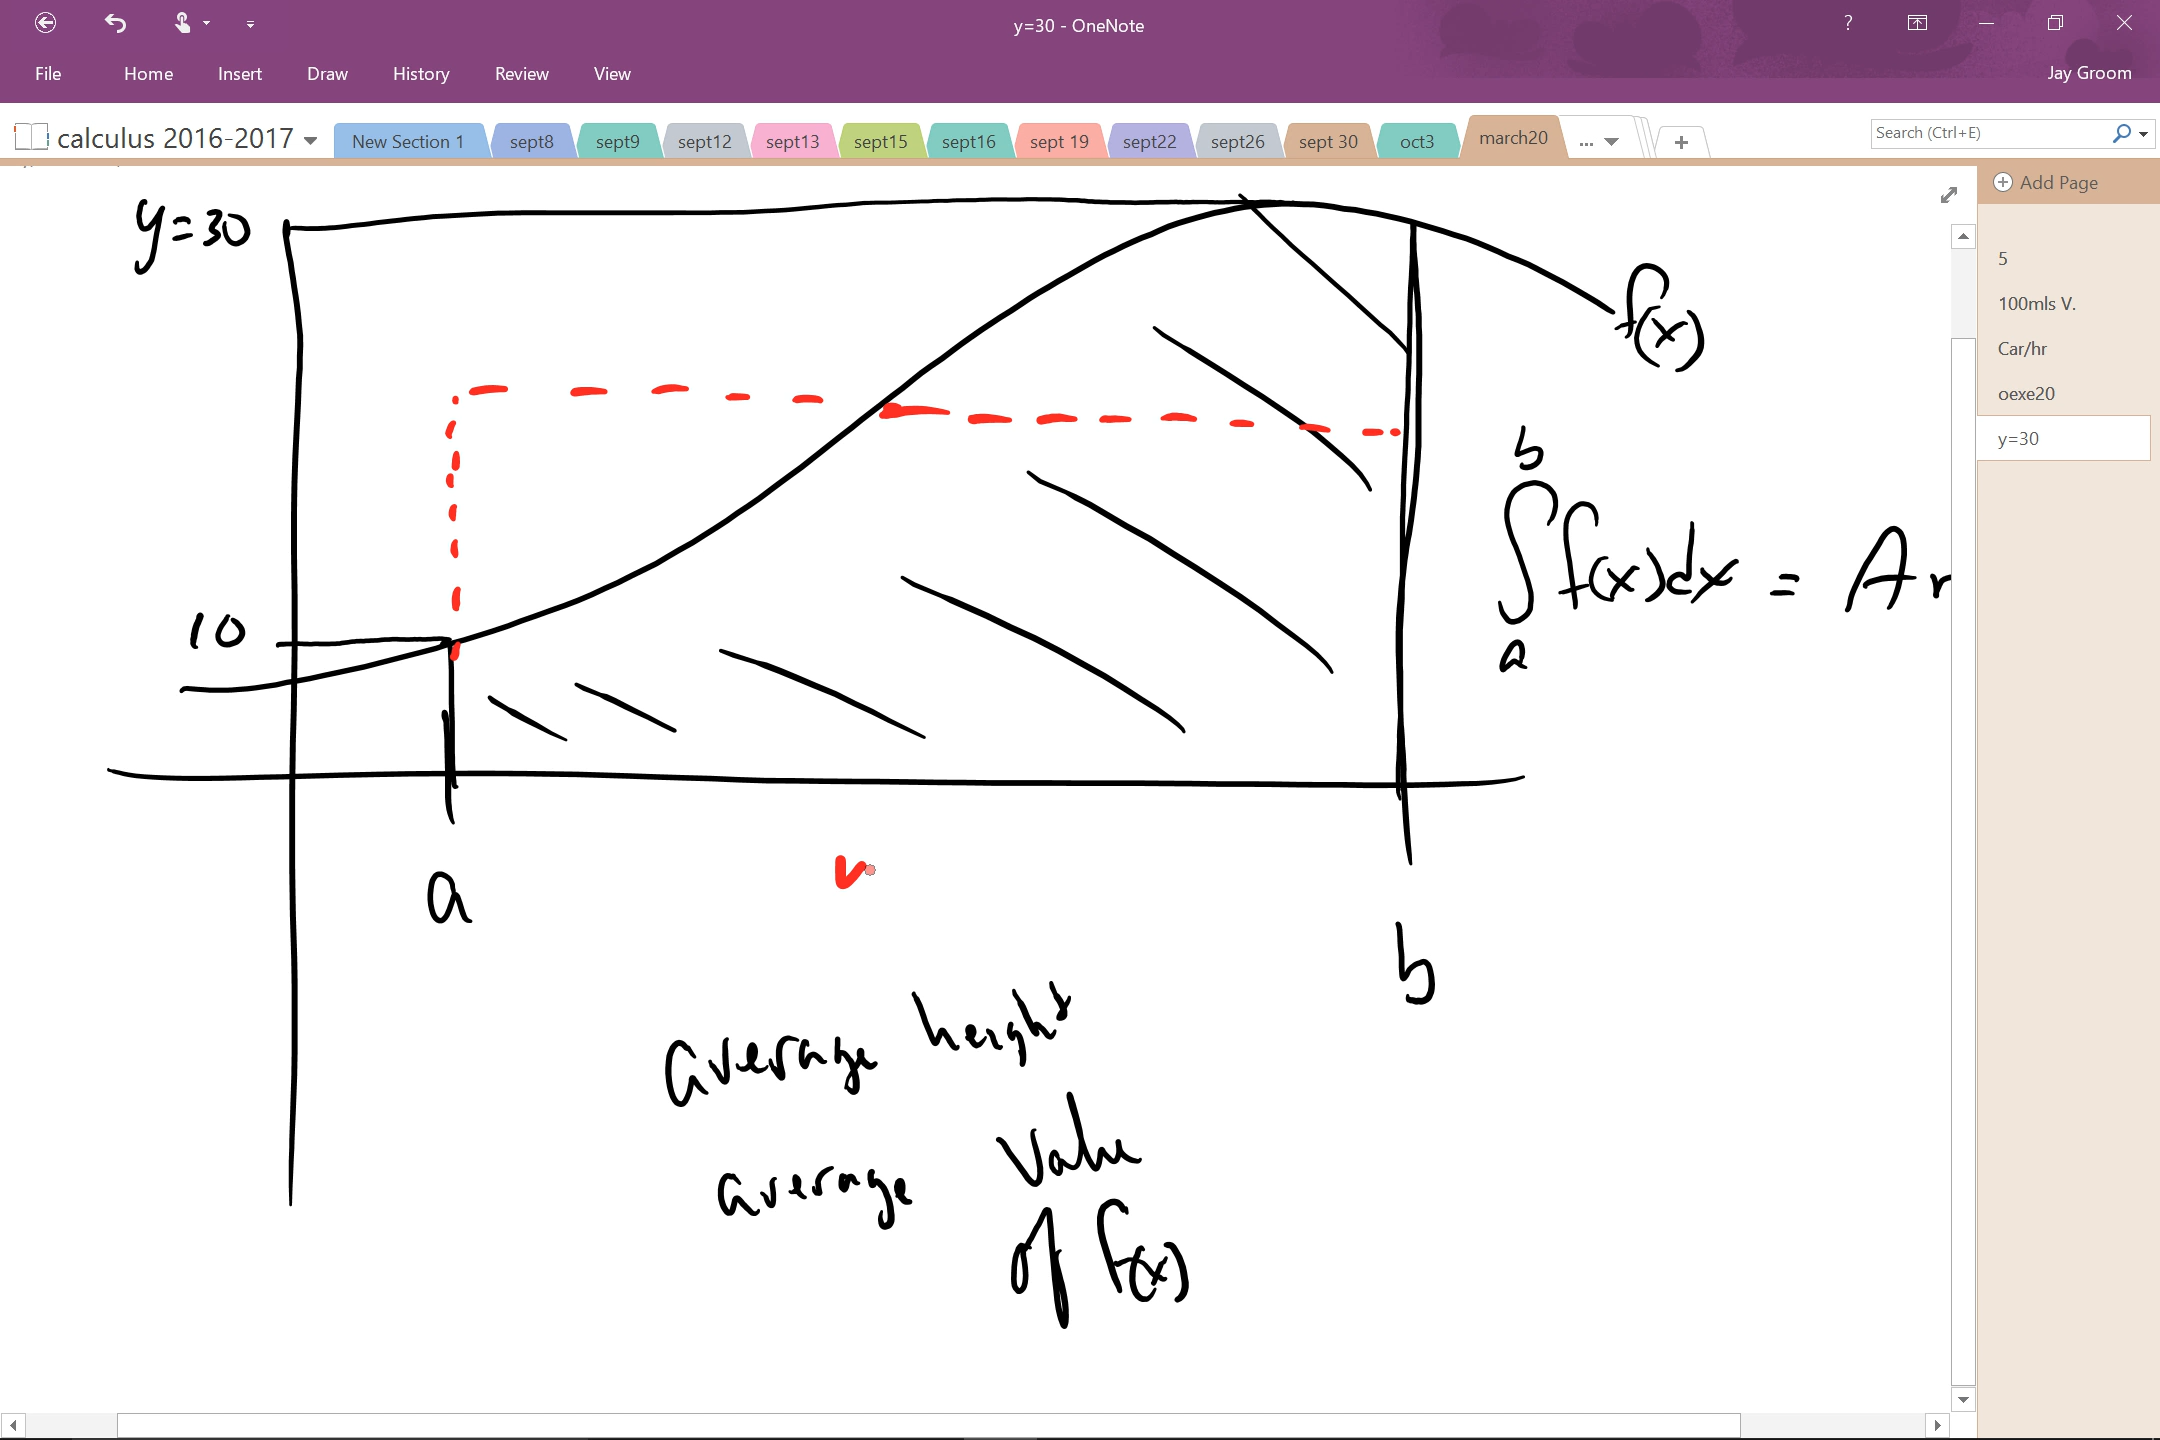 y=30 - OneNote
?
File Home Insert Draw History Review View
Jay Groom
calculus 2016-2017
New Section 1 sept8 sept9 sept12 sept13 sept15 sept16 sept 19 sept22 sept26 sept 30 oct3 march20 ... +
Search (Ctrl+E)
Add Page
5
100mls V.
Car/hr
oexe20
y=30
y=30
f(x)
b
∫f(x)dx = Ar
a
10
a
b
average height
average value
of f(x)